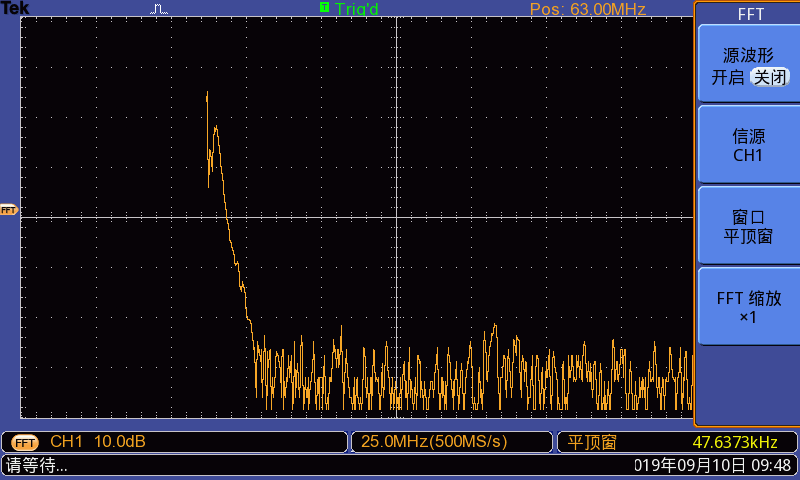 Tek
T Trig'd
Pos: 63.00MHz
FFT
源波形
开启 关闭
信源
CH1
窗口
平顶窗
FFT 缩放
×1
FFT
FFT CH1 10.0dB
25.0MHz(500MS/s)
平顶窗 47.6373kHz
请等待...
019年09月10日 09:48